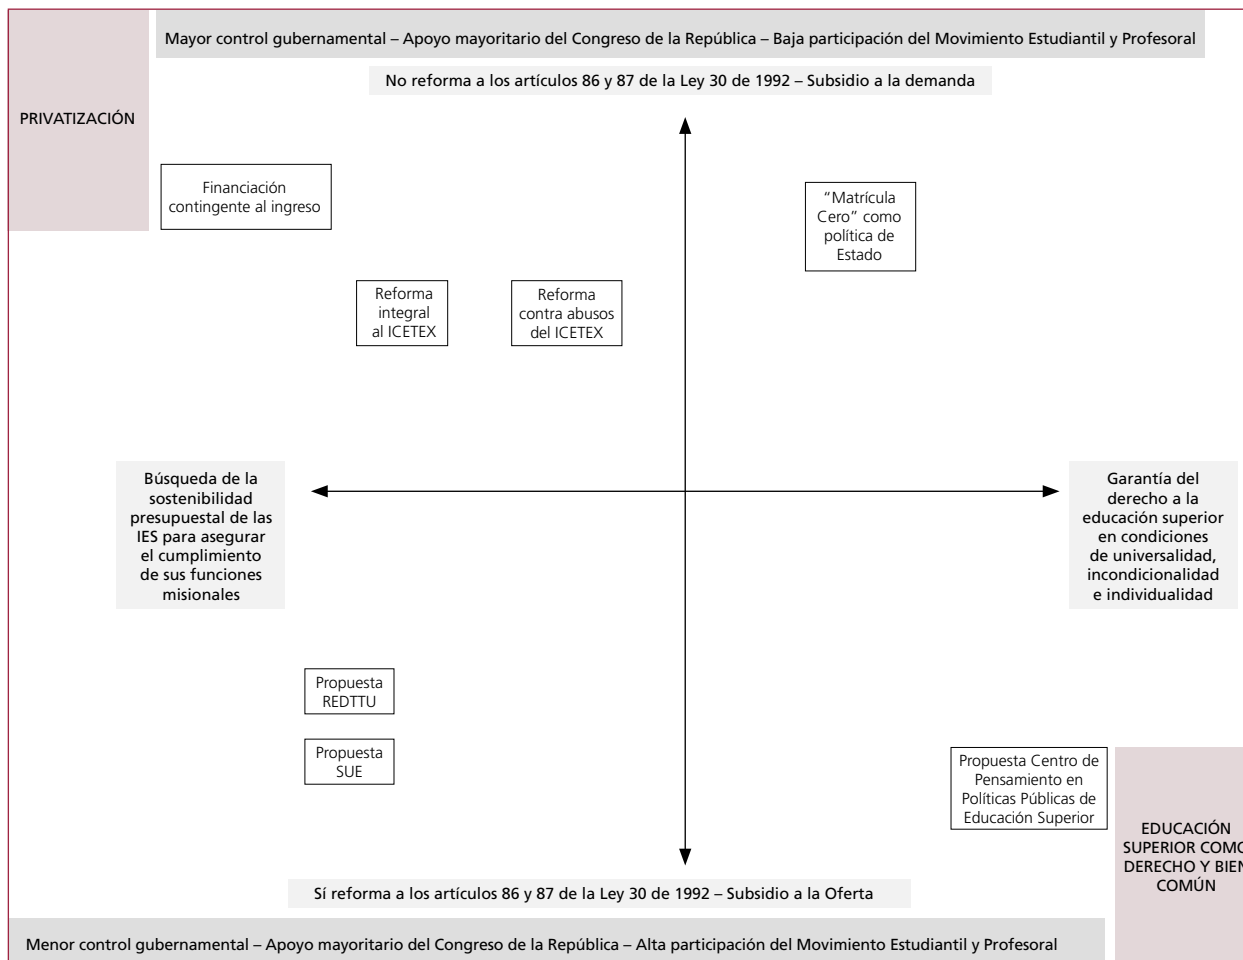 Mayor control gubernamental – Apoyo mayoritario del Congreso de la República – Baja participación del Movimiento Estudiantil y Profesoral
No reforma a los artículos 86 y 87 de la Ley 30 de 1992 – Subsidio a la demanda
PRIVATIZACIÓN
Financiación
contingente al ingreso
“Matrícula
Cero” como
política de
Estado
Reforma
integral
al ICETEX
Reforma
contra abusos
del ICETEX
Búsqueda de la
sostenibilidad
presupuestal de las
IES para asegurar
el cumplimiento
de sus funciones
misionales
Garantía del
derecho a la
educación superior
en condiciones
de universalidad,
incondicionalidad
e individualidad
Propuesta
REDTTU
Propuesta
SUE
Propuesta Centro de
Pensamiento en
Políticas Públicas de
Educación Superior
EDUCACIÓN
SUPERIOR COMO
DERECHO Y BIEN
COMÚN
Sí reforma a los artículos 86 y 87 de la Ley 30 de 1992 – Subsidio a la Oferta
Menor control gubernamental – Apoyo mayoritario del Congreso de la República – Alta participación del Movimiento Estudiantil y Profesoral